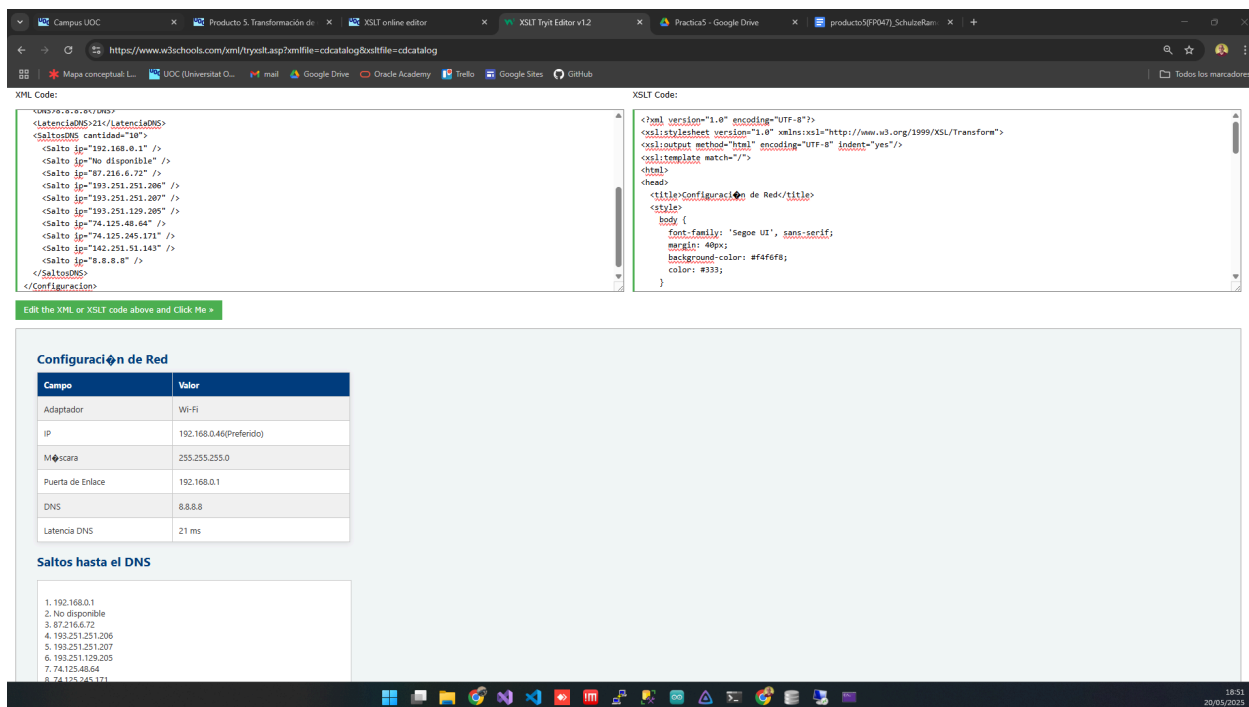 Campus UOC
Producto 5. Transformación de
XSLT online editor
XSLT Tryit Editor v1.2
Practica5 - Google Drive
producto5(FP047)_SchulzeRam
https://www.w3schools.com/xml/tryxslt.asp?xmlfile=cdcatalog&xsltfile=cdcatalog
Mapa conceptual: L...
UOC (Universitat O...
mail
Google Drive
Oracle Academy
Trello
Google Sites
GitHub
Todos los marcadores
XML Code:
<DNS>8.8.8.8</DNS>
<LatenciaDNS>21</LatenciaDNS>
<SaltosDNS cantidad="10">
<Salto ip="192.168.0.1" />
<Salto ip="No disponible" />
<Salto ip="87.216.6.72" />
<Salto ip="193.251.251.206" />
<Salto ip="193.251.251.207" />
<Salto ip="193.251.129.205" />
<Salto ip="74.125.48.64" />
<Salto ip="74.125.245.171" />
<Salto ip="142.251.51.143" />
<Salto ip="8.8.8.8" />
</SaltosDNS>
</Configuracion>
XSLT Code:
<?xml version="1.0" encoding="UTF-8"?>
<xsl:stylesheet version="1.0" xmlns:xsl="http://www.w3.org/1999/XSL/Transform">
<xsl:output method="html" encoding="UTF-8" indent="yes"/>
<xsl:template match="/">
<html>
<head>
<title>Configuraci�n de Red</title>
<style>
body {
font-family: 'Segoe UI', sans-serif;
margin: 40px;
background-color: #f4f6f8;
color: #333;
}
Edit the XML or XSLT code above and Click Me »
Configuraci�n de Red
Campo Valor
Adaptador Wi-Fi
IP 192.168.0.46(Preferido)
M�scara 255.255.255.0
Puerta de Enlace 192.168.0.1
DNS 8.8.8.8
Latencia DNS 21 ms
Saltos hasta el DNS
1. 192.168.0.1
2. No disponible
3. 87.216.6.72
4. 193.251.251.206
5. 193.251.251.207
6. 193.251.129.205
7. 74.125.48.64
8. 74.125.245.171
18:51
20/05/2025